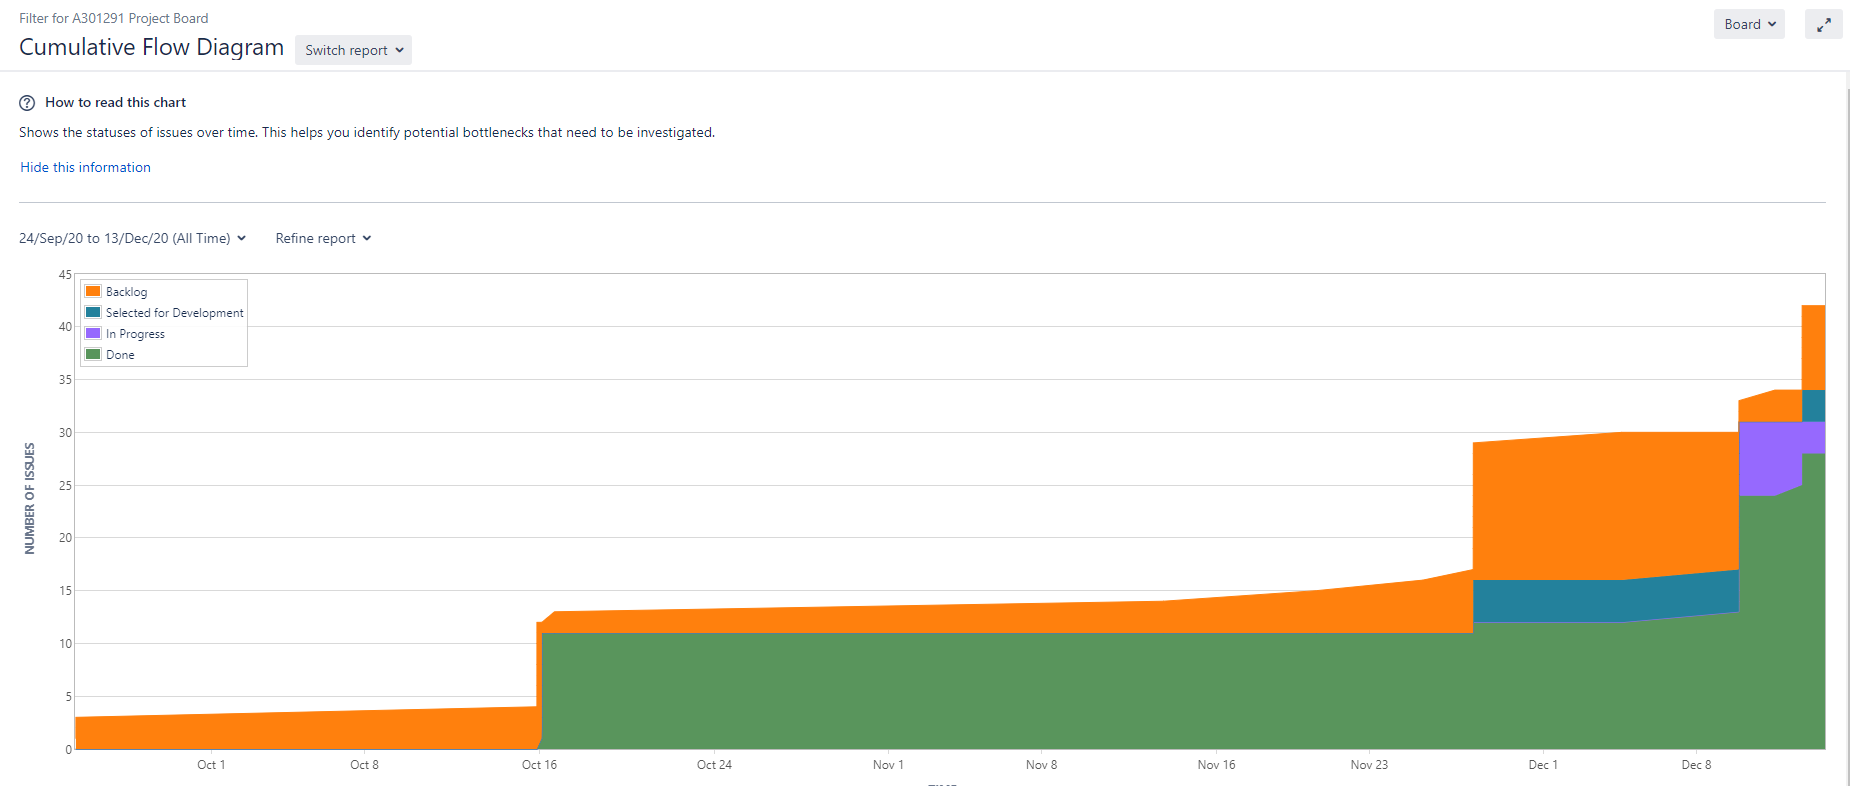 Filter for A301291 Project Board
Cumulative Flow Diagram
Switch report
Board
How to read this chart
Shows the statuses of issues over time. This helps you identify potential bottlenecks that need to be investigated.
Hide this information
24/Sep/20 to 13/Dec/20 (All Time)
Refine report
45
40
35
30
25
20
15
10
5
0
NUMBER OF ISSUES
Backlog
Selected for Development
In Progress
Done
Oct 1
Oct 8
Oct 16
Oct 24
Nov 1
Nov 8
Nov 16
Nov 23
Dec 1
Dec 8